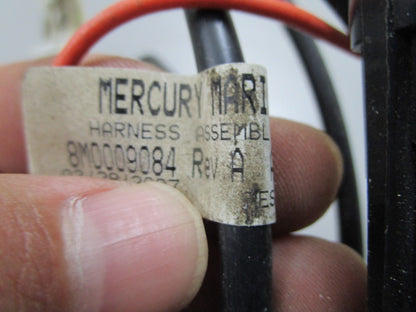 MERCURY MARI
HARNESS ASSEMBL
8M0009084 Rev A